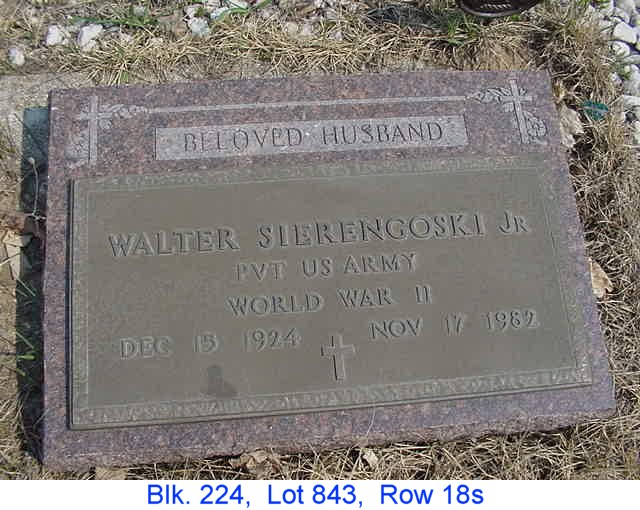 BELOVED HUSBAND
WALTER SIERENGOSKI JR
PVT US ARMY
WORLD WAR II
DEC 15 1924 NOV 17 1982
Blk. 224, Lot 843, Row 18s